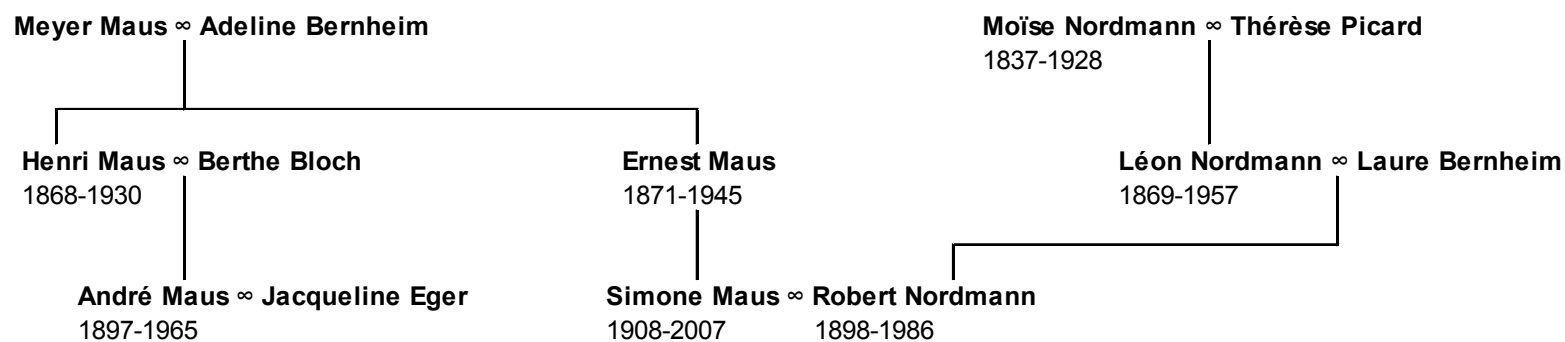 Meyer Maus ∞ Adeline Bernheim
Moïse Nordmann ∞ Thérèse Picard
1837-1928
Henri Maus ∞ Berthe Bloch
1868-1930
Ernest Maus
1871-1945
Léon Nordmann ∞ Laure Bernheim
1869-1957
André Maus ∞ Jacqueline Eger
1897-1965
Simone Maus ∞ Robert Nordmann
1908-2007 1898-1986